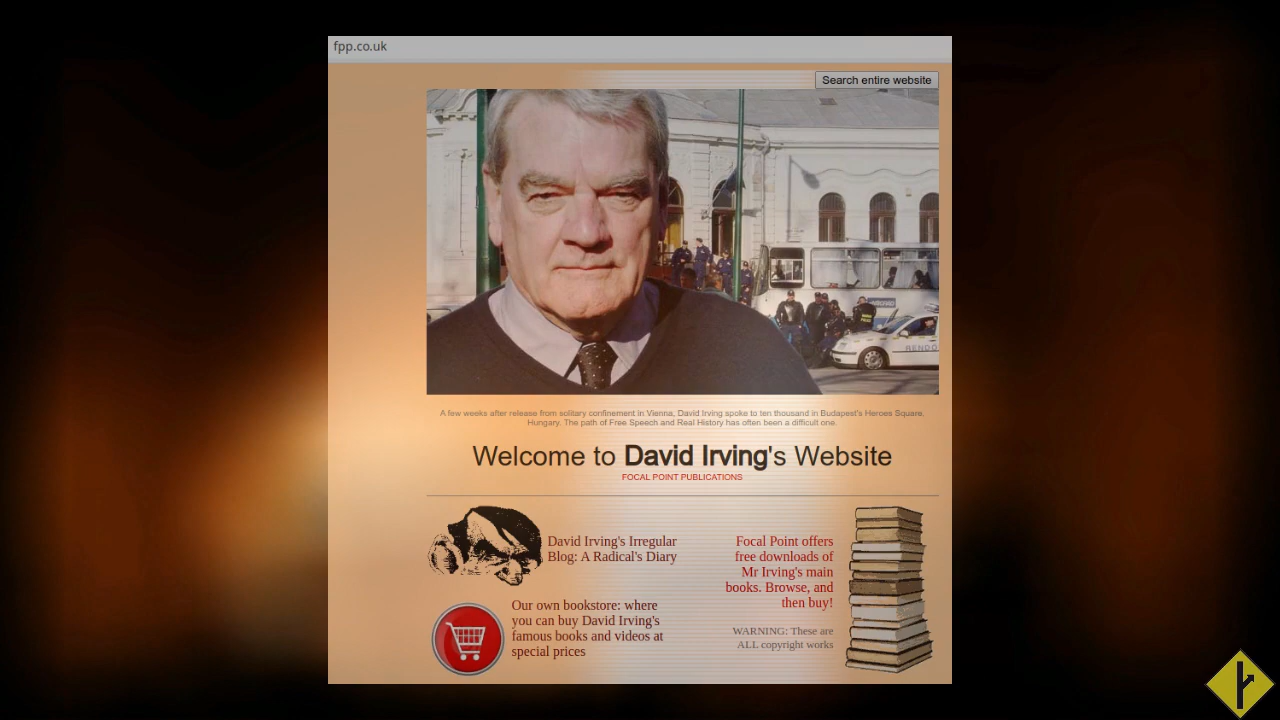 fpp.co.uk
Search entire website
RENDŐ
A few weeks after release from solitary confinement in Vienna, David Irving spoke to ten thousand in Budapest's Heroes Square,
Hungary. The path of Free Speech and Real History has often been a difficult one.
Welcome to David Irving's Website
FOCAL POINT PUBLICATIONS
David Irving's Irregular
Blog: A Radical's Diary
Our own bookstore: where
you can buy David Irving's
famous books and videos at
special prices
Focal Point offers
free downloads of
Mr Irving's main
books. Browse, and
then buy!
WARNING: These are
ALL copyright works